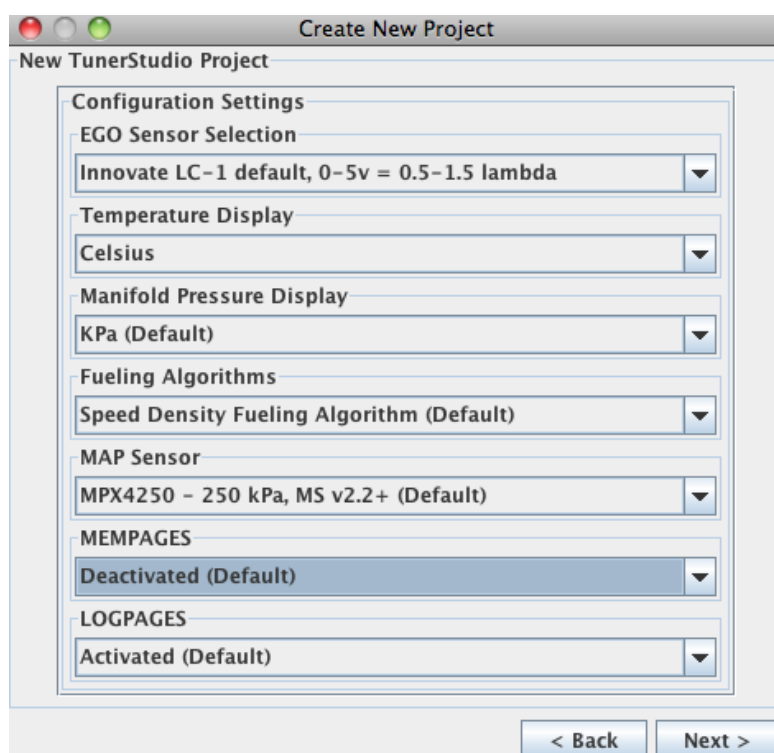 Create New Project
New TunerStudio Project
Configuration Settings
EGO Sensor Selection
Innovate LC-1 default, 0-5v = 0.5-1.5 lambda
Temperature Display
Celsius
Manifold Pressure Display
KPa (Default)
Fueling Algorithms
Speed Density Fueling Algorithm (Default)
MAP Sensor
MPX4250 - 250 kPa, MS v2.2+ (Default)
MEMPAGES
Deactivated (Default)
LOGPAGES
Activated (Default)
< Back Next >